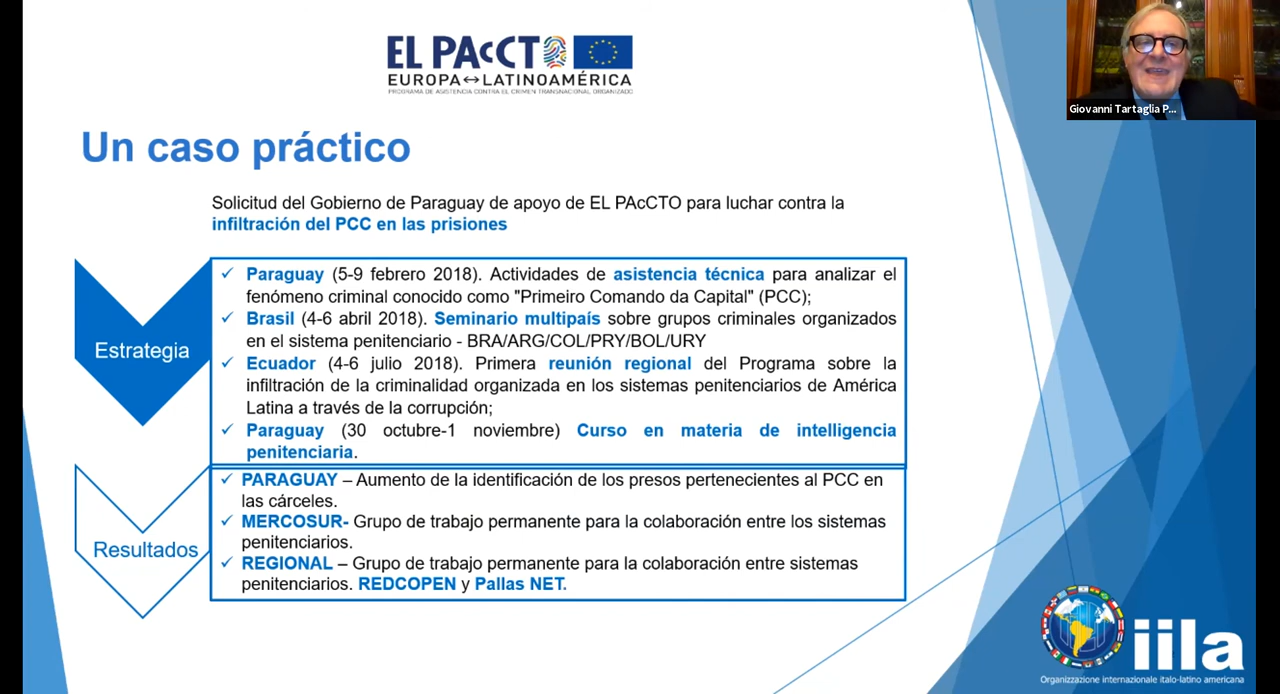 EL PAcCTO
EUROPA↔LATINOAMÉRICA
PROGRAMA DE ASISTENCIA CONTRA EL CRIMEN TRANSNACIONAL ORGANIZADO
Giovanni Tartaglia P...
Un caso práctico
Solicitud del Gobierno de Paraguay de apoyo de EL PAcCTO para luchar contra la
infiltración del PCC en las prisiones
Estrategia
✓ Paraguay (5-9 febrero 2018). Actividades de asistencia técnica para analizar el
fenómeno criminal conocido como "Primeiro Comando da Capital" (PCC);
✓ Brasil (4-6 abril 2018). Seminario multipaís sobre grupos criminales organizados
en el sistema penitenciario - BRA/ARG/COL/PRY/BOL/URY
✓ Ecuador (4-6 julio 2018). Primera reunión regional del Programa sobre la
infiltración de la criminalidad organizada en los sistemas penitenciarios de América
Latina a través de la corrupción;
✓ Paraguay (30 octubre-1 noviembre) Curso en materia de intelligencia
penitenciaria.
Resultados
✓ PARAGUAY – Aumento de la identificación de los presos pertenecientes al PCC en
las cárceles.
✓ MERCOSUR- Grupo de trabajo permanente para la colaboración entre los sistemas
penitenciarios.
✓ REGIONAL – Grupo de trabajo permanente para la colaboración entre sistemas
penitenciarios. REDCOPEN y Pallas NET.
iila
Organizzazione internazionale italo-latino americana